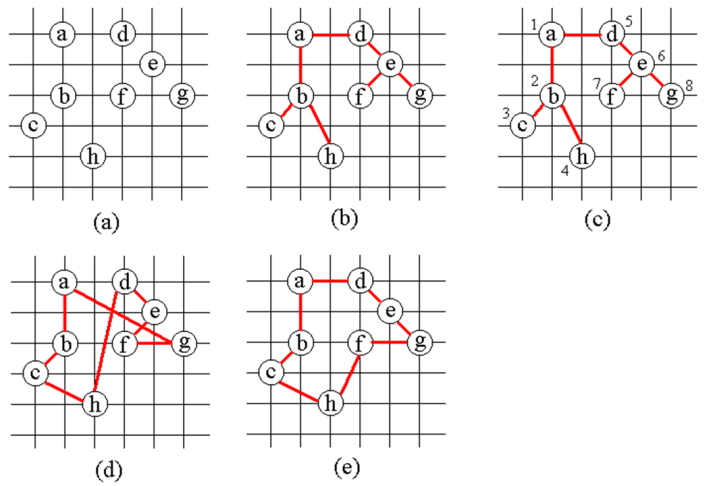 a d
e
b f g
c
h
(a)
a d
e
b f g
c
h
(b)
1 a d 5
e 6
2 b 7 f g 8
3 c
4 h
(c)
a d
e
b f g
c
h
(d)
a d
e
b f g
c
h
(e)